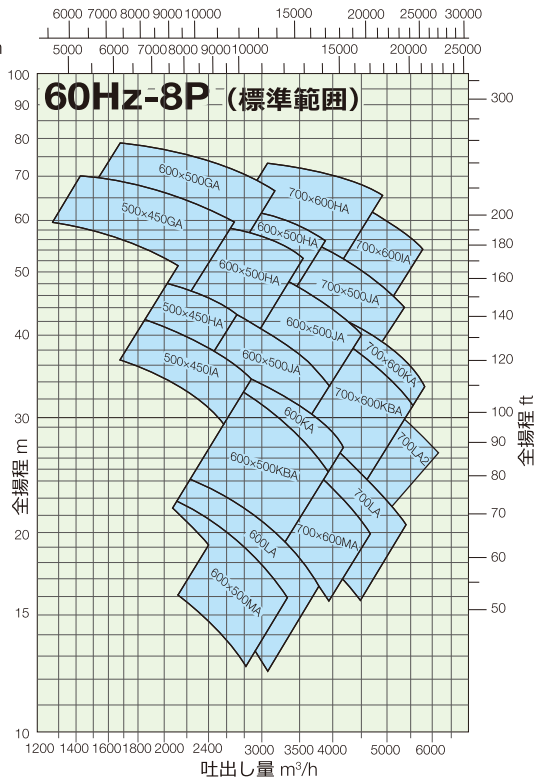 6000 7000 8000 9000 10000 15000 20000 25000 30000
n
5000 6000 7000 8000 9000 10000 15000 20000 25000
60Hz-8P (標準範囲)
100
90
80
70
60
50
40
30
20
15
10
全揚程 m
300
200
180
160
140
120
100
90
80
70
60
50
全揚程 ft
600×500GA
500×450GA
700×600HA
600×500HA
700×600IA
600×500HA
700×500JA
500×450HA
600×500JA
600×500JA
700×600KA
500×450IA
700×600KBA
600KA
700LA2
600×500KBA
700LA
700×600MA
600LA
600×500MA
1200 1400 1600 1800 2000 2400 3000 3500 4000 5000 6000
吐出し量 m³/h